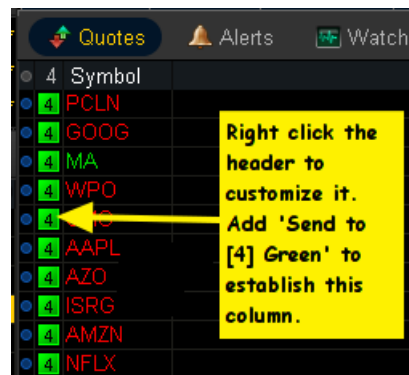 Quotes Alerts Watch
4 Symbol
4 PCLN
4 GOOG
4 MA
4 WPO
4
4 AAPL
4 AZO
4 ISRG
4 AMZN
4 NFLX
Right click the
header to
customize it.
Add 'Send to
[4] Green' to
establish this
column.